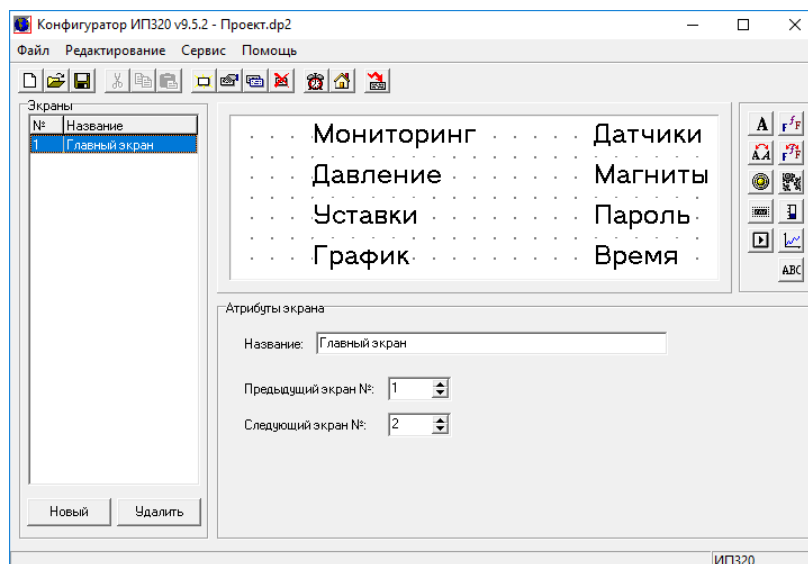 Конфигуратор ИП320 v9.5.2 - Проект.dp2
Файл Редактирование Сервис Помощь
Экраны
№ Название
1 Главный экран
Мониторинг Датчики
Давление Магниты
Уставки Пароль
График Время
A F f F
AA F F
ABC
Атрибуты экрана
Название: Главный экран
Предыдущий экран №: 1
Следующий экран №: 2
Новый Удалить
ИП320